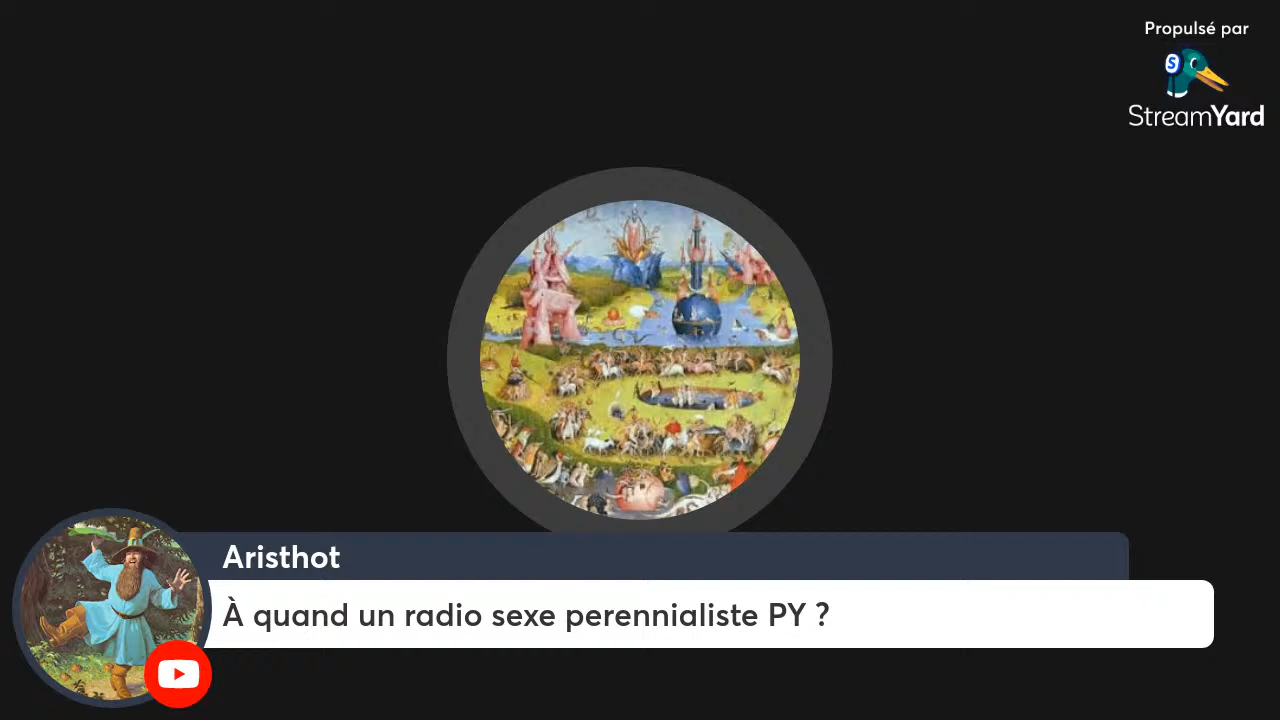 Propulsé par
S
StreamYard
Aristhot
À quand un radio sexe perennialiste PY ?